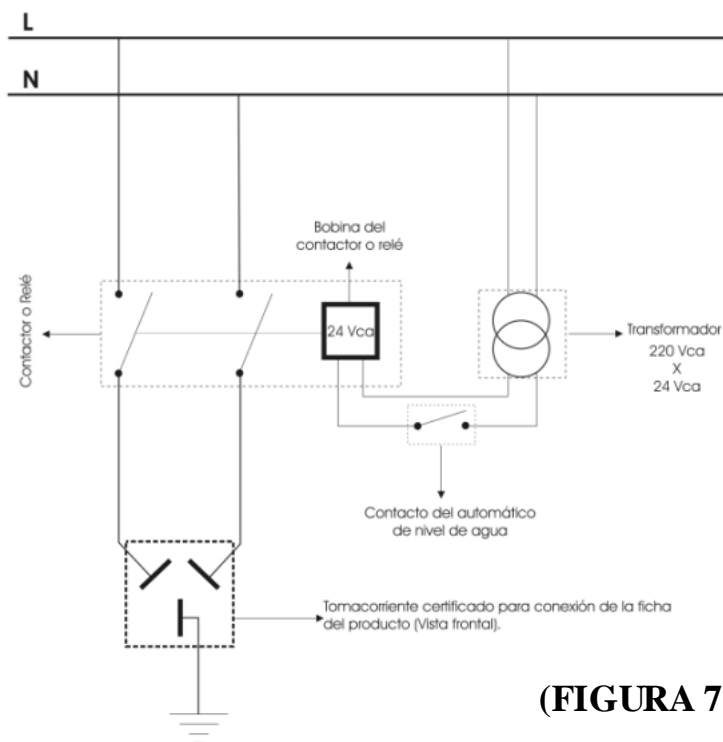 L
N
Bobina del
contactor o relé
Contactor o Relé
24 Vca
Transformador
220 Vca
X
24 Vca
Contacto del automático
de nivel de agua
Tomacorriente certificado para conexión de la ficha
del producto (Vista frontal).
(FIGURA 7